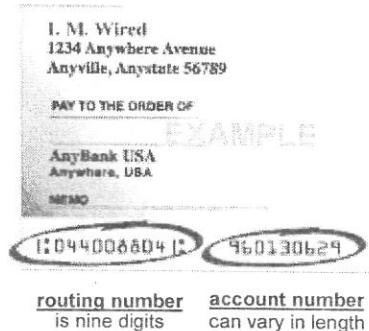 I. M. Wired
1234 Anywhere Avenue
Anyville, Anystate 56789
PAY TO THE ORDER OF
EXAMPLE
AnyBank USA
Anywhere, USA
MEMO
⑆044008804⑆ 960130629
routing number account number
is nine digits can vary in length